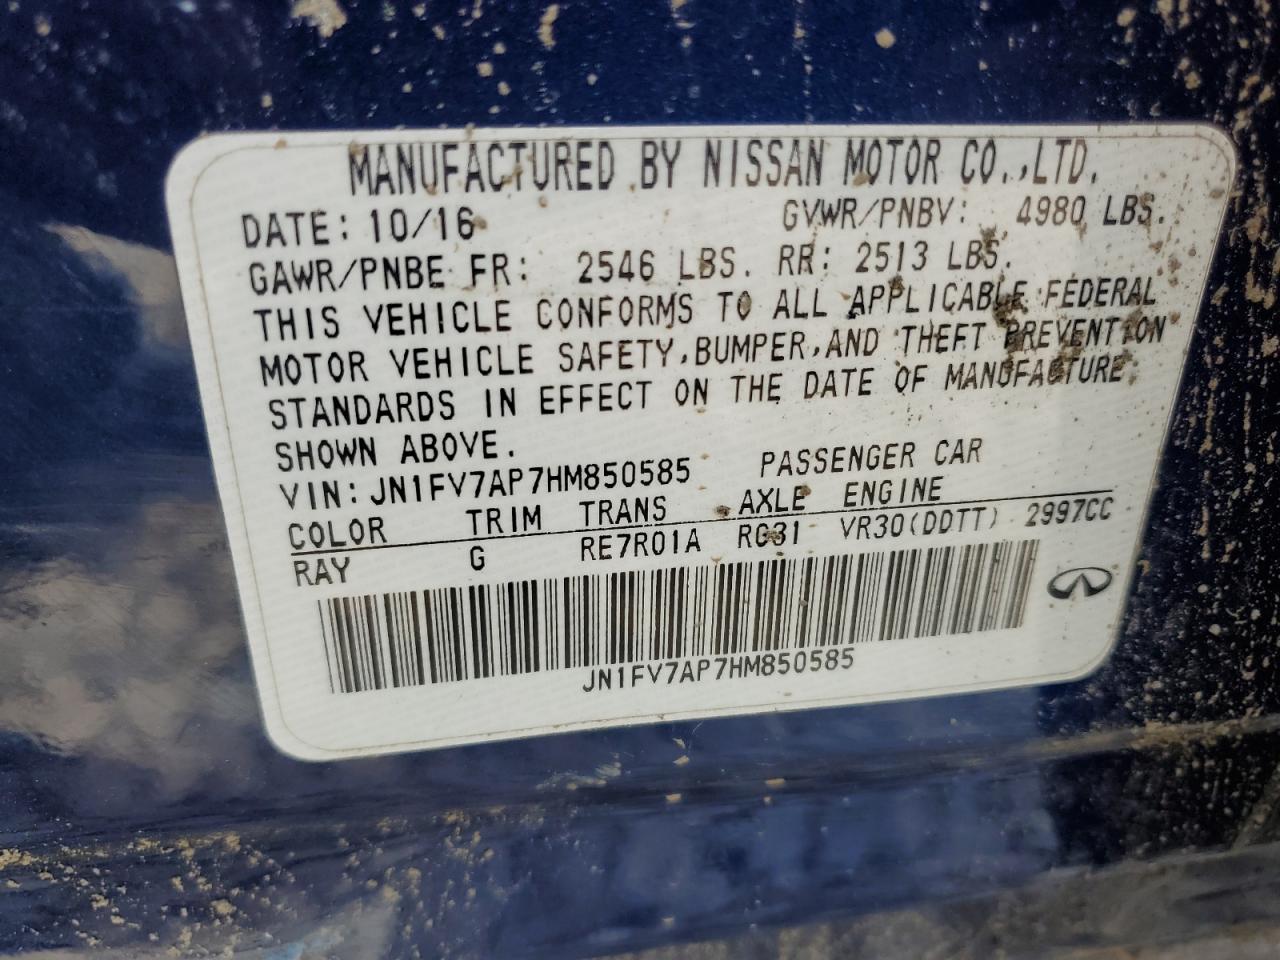 MANUFACTURED BY NISSAN MOTOR CO.,LTD.
DATE: 10/16 GVWR/PNBV: 4980 LBS.
GAWR/PNBE FR: 2546 LBS. RR: 2513 LBS.
THIS VEHICLE CONFORMS TO ALL APPLICABLE FEDERAL
MOTOR VEHICLE SAFETY,BUMPER,AND THEFT PREVENTION
STANDARDS IN EFFECT ON THE DATE OF MANUFACTURE
SHOWN ABOVE.
VIN: JN1FV7AP7HM850585 PASSENGER CAR
COLOR TRIM TRANS AXLE ENGINE
RAY G RE7R01A RC31 VR30(DDTT) 2997CC
JN1FV7AP7HM850585